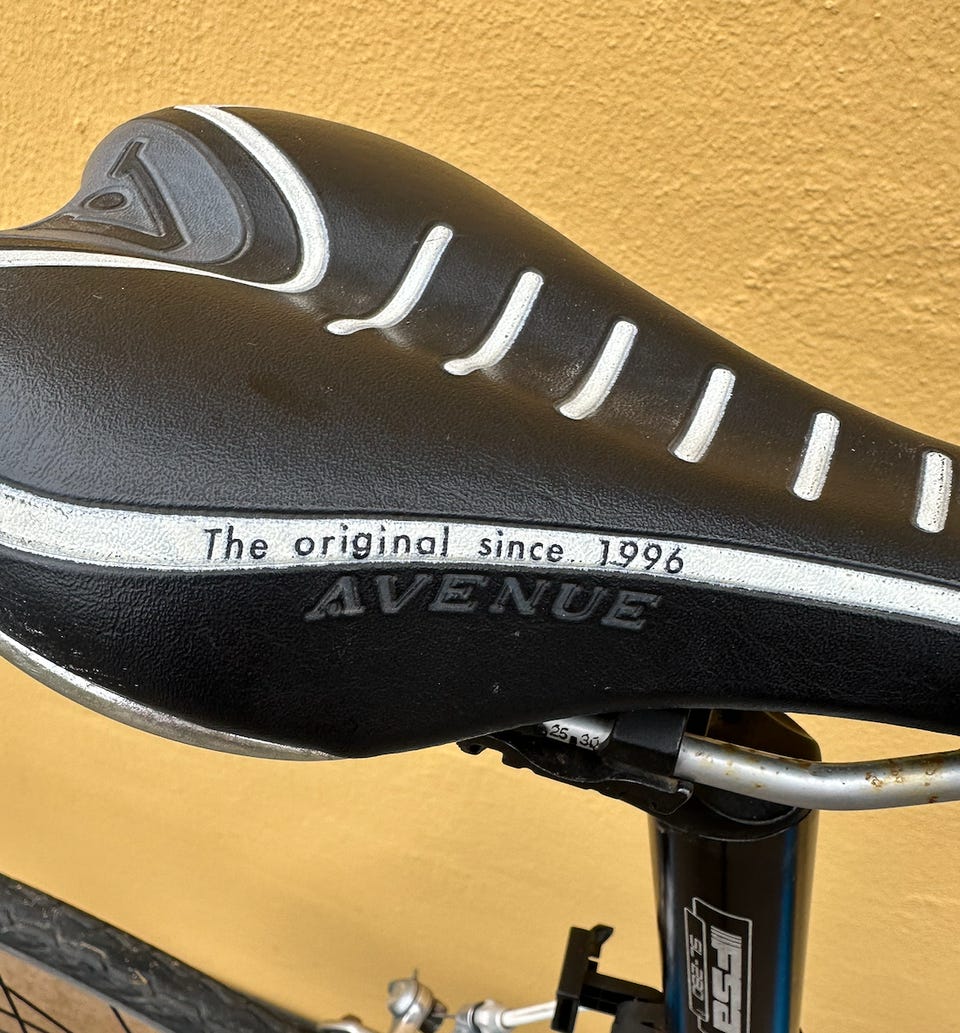 The original since 1996
AVENUE
25 30
FSA